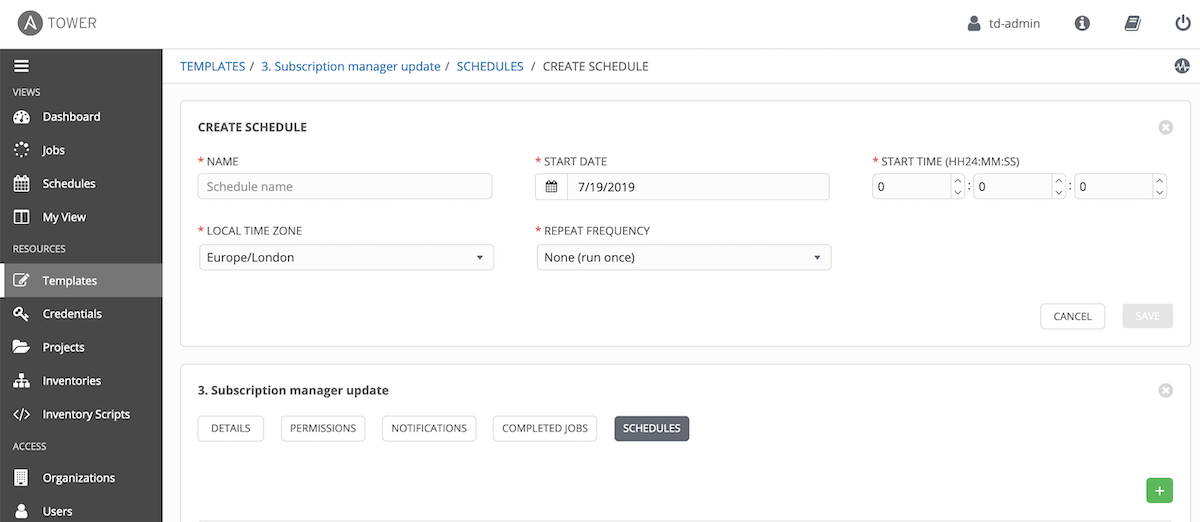 TOWER
td-admin
TEMPLATES / 3. Subscription manager update / SCHEDULES / CREATE SCHEDULE
VIEWS
Dashboard
Jobs
Schedules
My View
RESOURCES
Templates
Credentials
Projects
Inventories
Inventory Scripts
ACCESS
Organizations
Users
CREATE SCHEDULE
* NAME
Schedule name
* START DATE
7/19/2019
* START TIME (HH24:MM:SS)
0 : 0 : 0
* LOCAL TIME ZONE
Europe/London
* REPEAT FREQUENCY
None (run once)
CANCEL
SAVE
3. Subscription manager update
DETAILS
PERMISSIONS
NOTIFICATIONS
COMPLETED JOBS
SCHEDULES
+